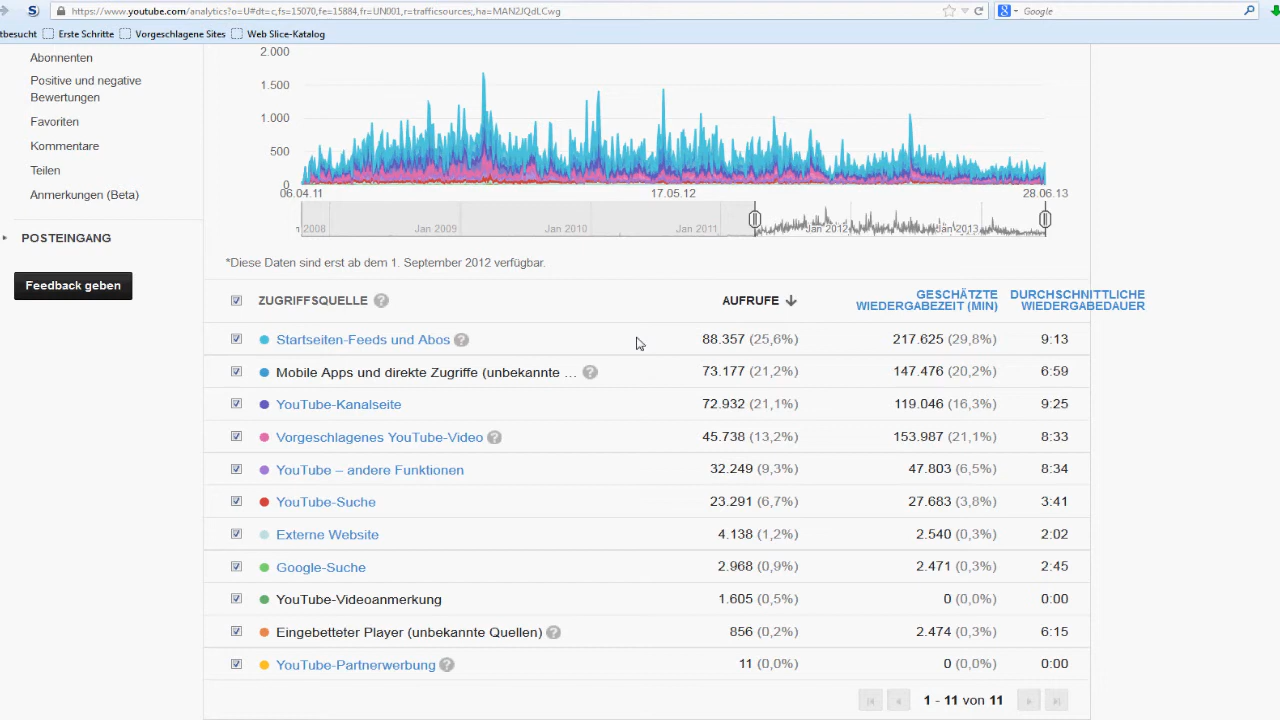 https://www.youtube.com/analytics?o=U#dt=c,fs=15070,fe=15884,fr=UN001,r=trafficsources;,ha=MAN2JQdLCwg
Google
tbesucht Erste Schritte Vorgeschlagene Sites Web Slice-Katalog
Abonnenten
Positive und negative
Bewertungen
Favoriten
Kommentare
Teilen
Anmerkungen (Beta)
POSTEINGANG
Feedback geben
2.000
1.500
1.000
500
0
06.04.11 17.05.12 28.06.13
2008 Jan 2009 Jan 2010 Jan 2011 Jan 2012 Jan 2013
*Diese Daten sind erst ab dem 1. September 2012 verfügbar.
ZUGRIFFSQUELLE ? AUFRUFE GESCHÄTZTE WIEDERGABEZEIT (MIN) DURCHSCHNITTLICHE WIEDERGABEDAUER
Startseiten-Feeds und Abos ? 88.357 (25,6%) 217.625 (29,8%) 9:13
Mobile Apps und direkte Zugriffe (unbekannte … ? 73.177 (21,2%) 147.476 (20,2%) 6:59
YouTube-Kanalseite 72.932 (21,1%) 119.046 (16,3%) 9:25
Vorgeschlagenes YouTube-Video ? 45.738 (13,2%) 153.987 (21,1%) 8:33
YouTube – andere Funktionen 32.249 (9,3%) 47.803 (6,5%) 8:34
YouTube-Suche 23.291 (6,7%) 27.683 (3,8%) 3:41
Externe Website 4.138 (1,2%) 2.540 (0,3%) 2:02
Google-Suche 2.968 (0,9%) 2.471 (0,3%) 2:45
YouTube-Videoanmerkung 1.605 (0,5%) 0 (0,0%) 0:00
Eingebetteter Player (unbekannte Quellen) ? 856 (0,2%) 2.474 (0,3%) 6:15
YouTube-Partnerwerbung ? 11 (0,0%) 0 (0,0%) 0:00
1 - 11 von 11